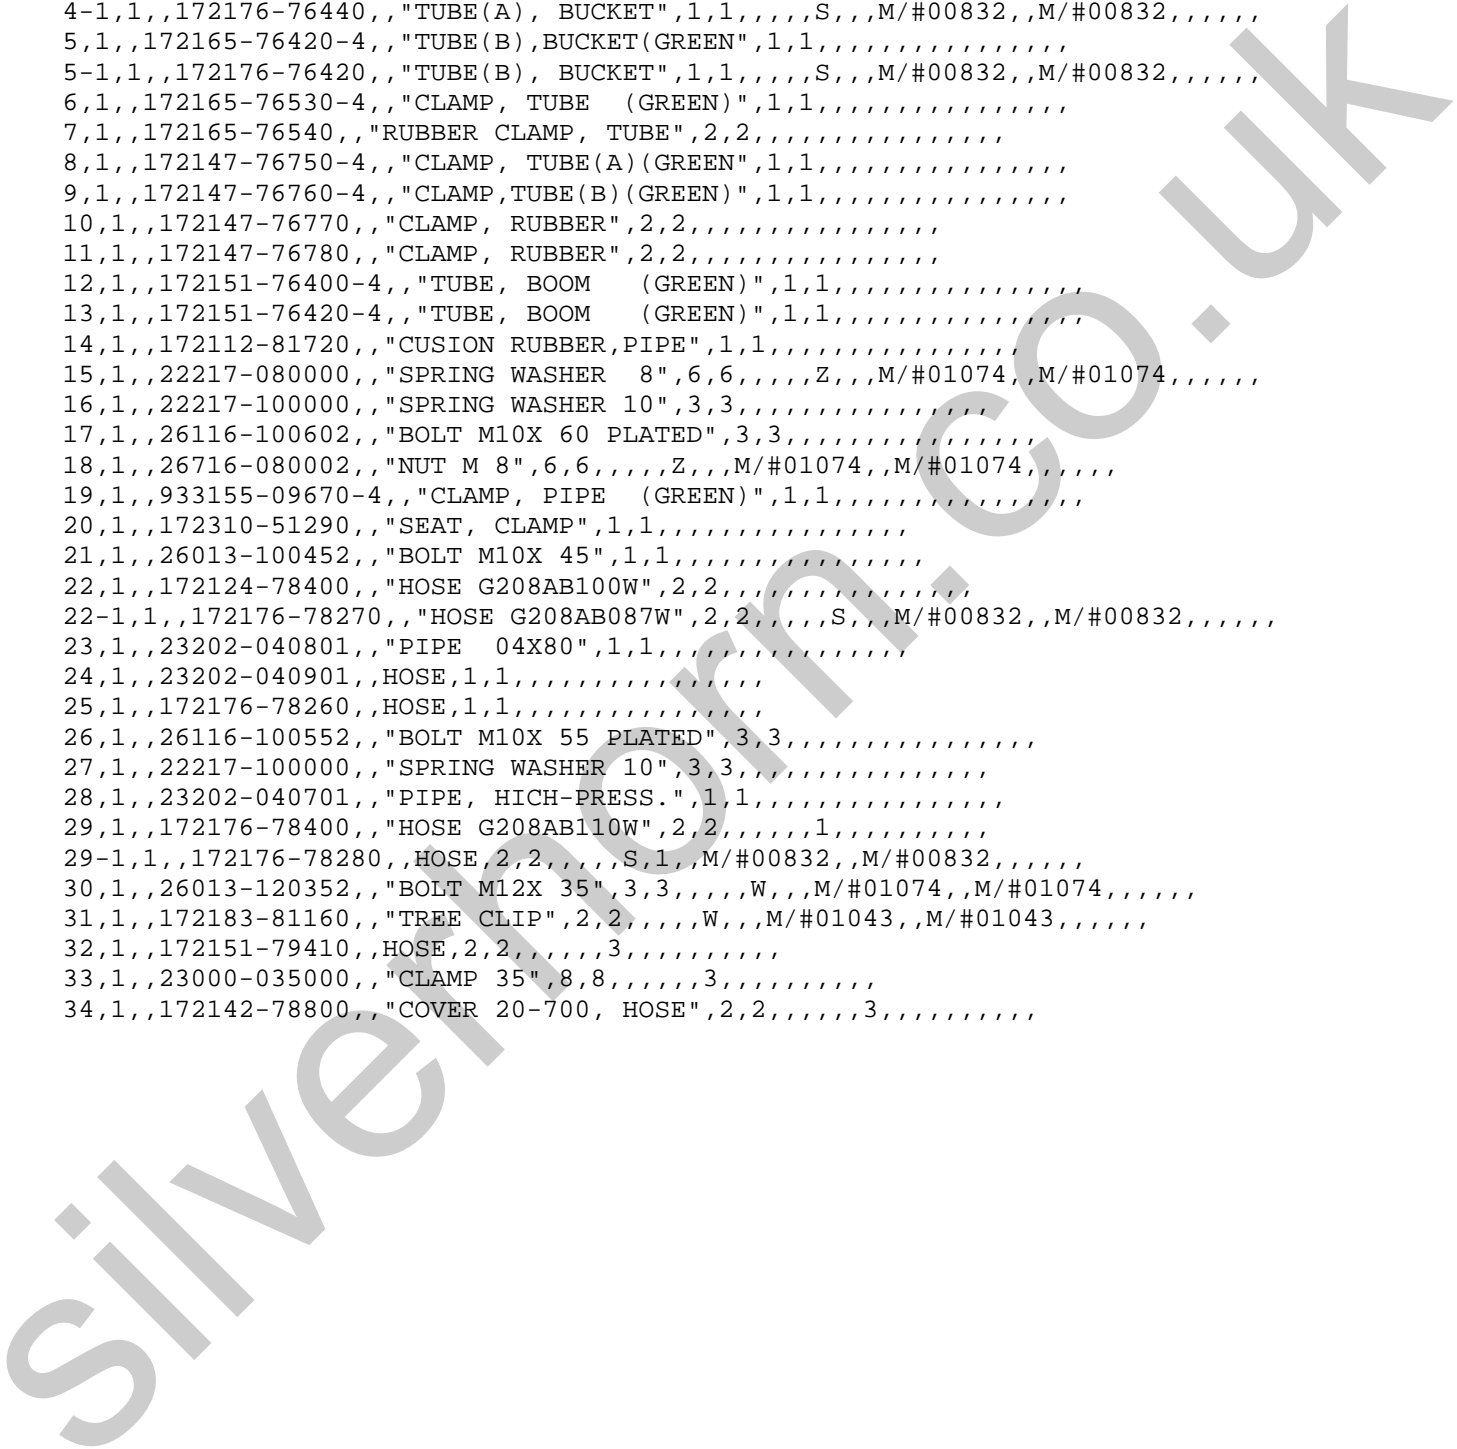 4-1,1,,172176-76440,,"TUBE(A), BUCKET",1,1,,,,,S,,,M/#00832,,M/#00832,,,,,,
5,1,,172165-76420-4,,"TUBE(B),BUCKET(GREEN",1,1,,,,,,,,,,,,,,,,
5-1,1,,172176-76420,,"TUBE(B), BUCKET",1,1,,,,,S,,,M/#00832,,M/#00832,,,,,,
6,1,,172165-76530-4,,"CLAMP, TUBE  (GREEN)",1,1,,,,,,,,,,,,,,,,
7,1,,172165-76540,,"RUBBER CLAMP, TUBE",2,2,,,,,,,,,,,,,,,,
8,1,,172147-76750-4,,"CLAMP, TUBE(A)(GREEN",1,1,,,,,,,,,,,,,,,,
9,1,,172147-76760-4,,"CLAMP,TUBE(B)(GREEN)",1,1,,,,,,,,,,,,,,,,
10,1,,172147-76770,,"CLAMP, RUBBER",2,2,,,,,,,,,,,,,,,,
11,1,,172147-76780,,"CLAMP, RUBBER",2,2,,,,,,,,,,,,,,,,
12,1,,172151-76400-4,,"TUBE, BOOM   (GREEN)",1,1,,,,,,,,,,,,,,,,
13,1,,172151-76420-4,,"TUBE, BOOM   (GREEN)",1,1,,,,,,,,,,,,,,,,
14,1,,172112-81720,,"CUSION RUBBER,PIPE",1,1,,,,,,,,,,,,,,,,
15,1,,22217-080000,,"SPRING WASHER  8",6,6,,,,,Z,,,M/#01074,,M/#01074,,,,,,
16,1,,22217-100000,,"SPRING WASHER 10",3,3,,,,,,,,,,,,,,,,
17,1,,26116-100602,,"BOLT M10X 60 PLATED",3,3,,,,,,,,,,,,,,,,
18,1,,26716-080002,,"NUT M 8",6,6,,,,,Z,,,M/#01074,,M/#01074,,,,,,
19,1,,933155-09670-4,,"CLAMP, PIPE  (GREEN)",1,1,,,,,,,,,,,,,,,,
20,1,,172310-51290,,"SEAT, CLAMP",1,1,,,,,,,,,,,,,,,,
21,1,,26013-100452,,"BOLT M10X 45",1,1,,,,,,,,,,,,,,,,
22,1,,172124-78400,,"HOSE G208AB100W",2,2,,,,,,,,,,,,,,,,
22-1,1,,172176-78270,,"HOSE G208AB087W",2,2,,,,,S,,,M/#00832,,M/#00832,,,,,,
23,1,,23202-040801,,"PIPE  04X80",1,1,,,,,,,,,,,,,,,,
24,1,,23202-040901,,HOSE,1,1,,,,,,,,,,,,,,,,
25,1,,172176-78260,,HOSE,1,1,,,,,,,,,,,,,,,,
26,1,,26116-100552,,"BOLT M10X 55 PLATED",3,3,,,,,,,,,,,,,,,,
27,1,,22217-100000,,"SPRING WASHER 10",3,3,,,,,,,,,,,,,,,,
28,1,,23202-040701,,"PIPE, HICH-PRESS.",1,1,,,,,,,,,,,,,,,,
29,1,,172176-78400,,"HOSE G208AB110W",2,2,,,,,,1,,,,,,,,,,
29-1,1,,172176-78280,,HOSE,2,2,,,,,S,1,,M/#00832,,M/#00832,,,,,,
30,1,,26013-120352,,"BOLT M12X 35",3,3,,,,,W,,,M/#01074,,M/#01074,,,,,,
31,1,,172183-81160,,"TREE CLIP",2,2,,,,,W,,,M/#01043,,M/#01043,,,,,,
32,1,,172151-79410,,HOSE,2,2,,,,,,3,,,,,,,,,,
33,1,,23000-035000,,"CLAMP 35",8,8,,,,,,3,,,,,,,,,,
34,1,,172142-78800,,"COVER 20-700, HOSE",2,2,,,,,,3,,,,,,,,,,
silverhorn.co.uk